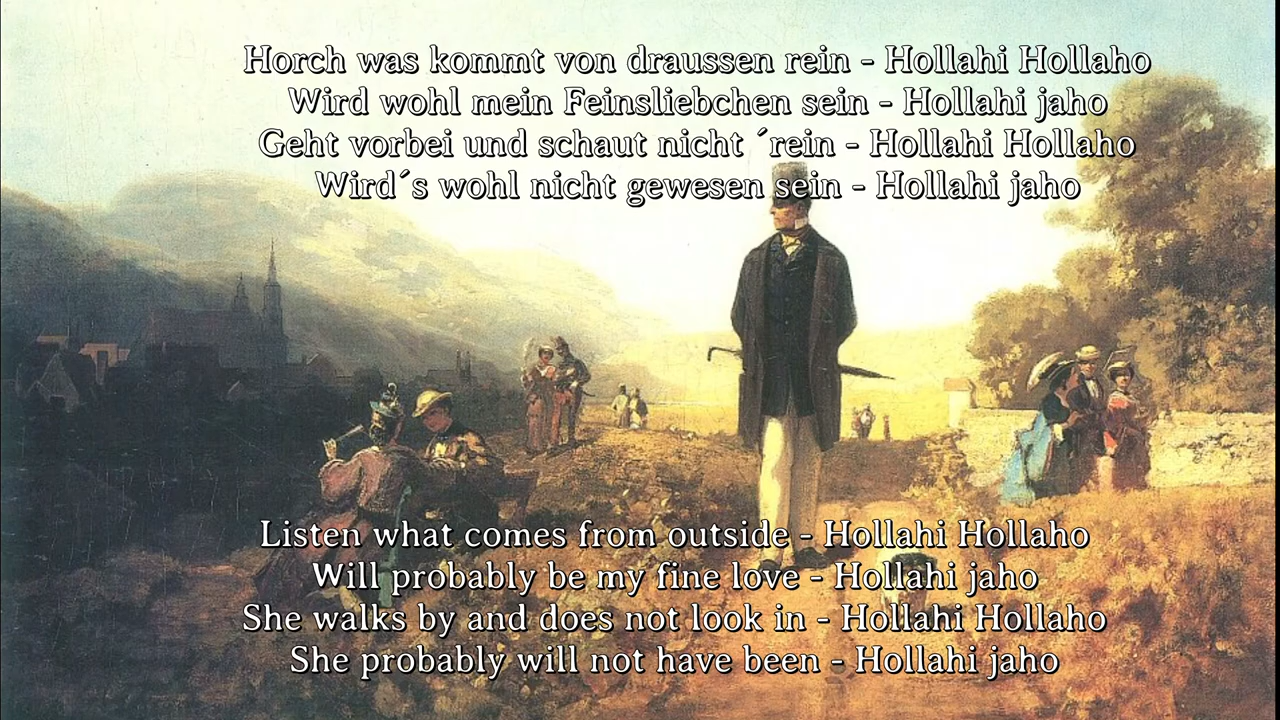 Horch was kommt von draussen rein - Hollahi Hollaho
Wird wohl mein Feinsliebchen sein - Hollahi jaho
Geht vorbei und schaut nicht ´rein - Hollahi Hollaho
Wird´s wohl nicht gewesen sein - Hollahi jaho
Listen what comes from outside - Hollahi Hollaho
Will probably be my fine love - Hollahi jaho
She walks by and does not look in - Hollahi Hollaho
She probably will not have been - Hollahi jaho